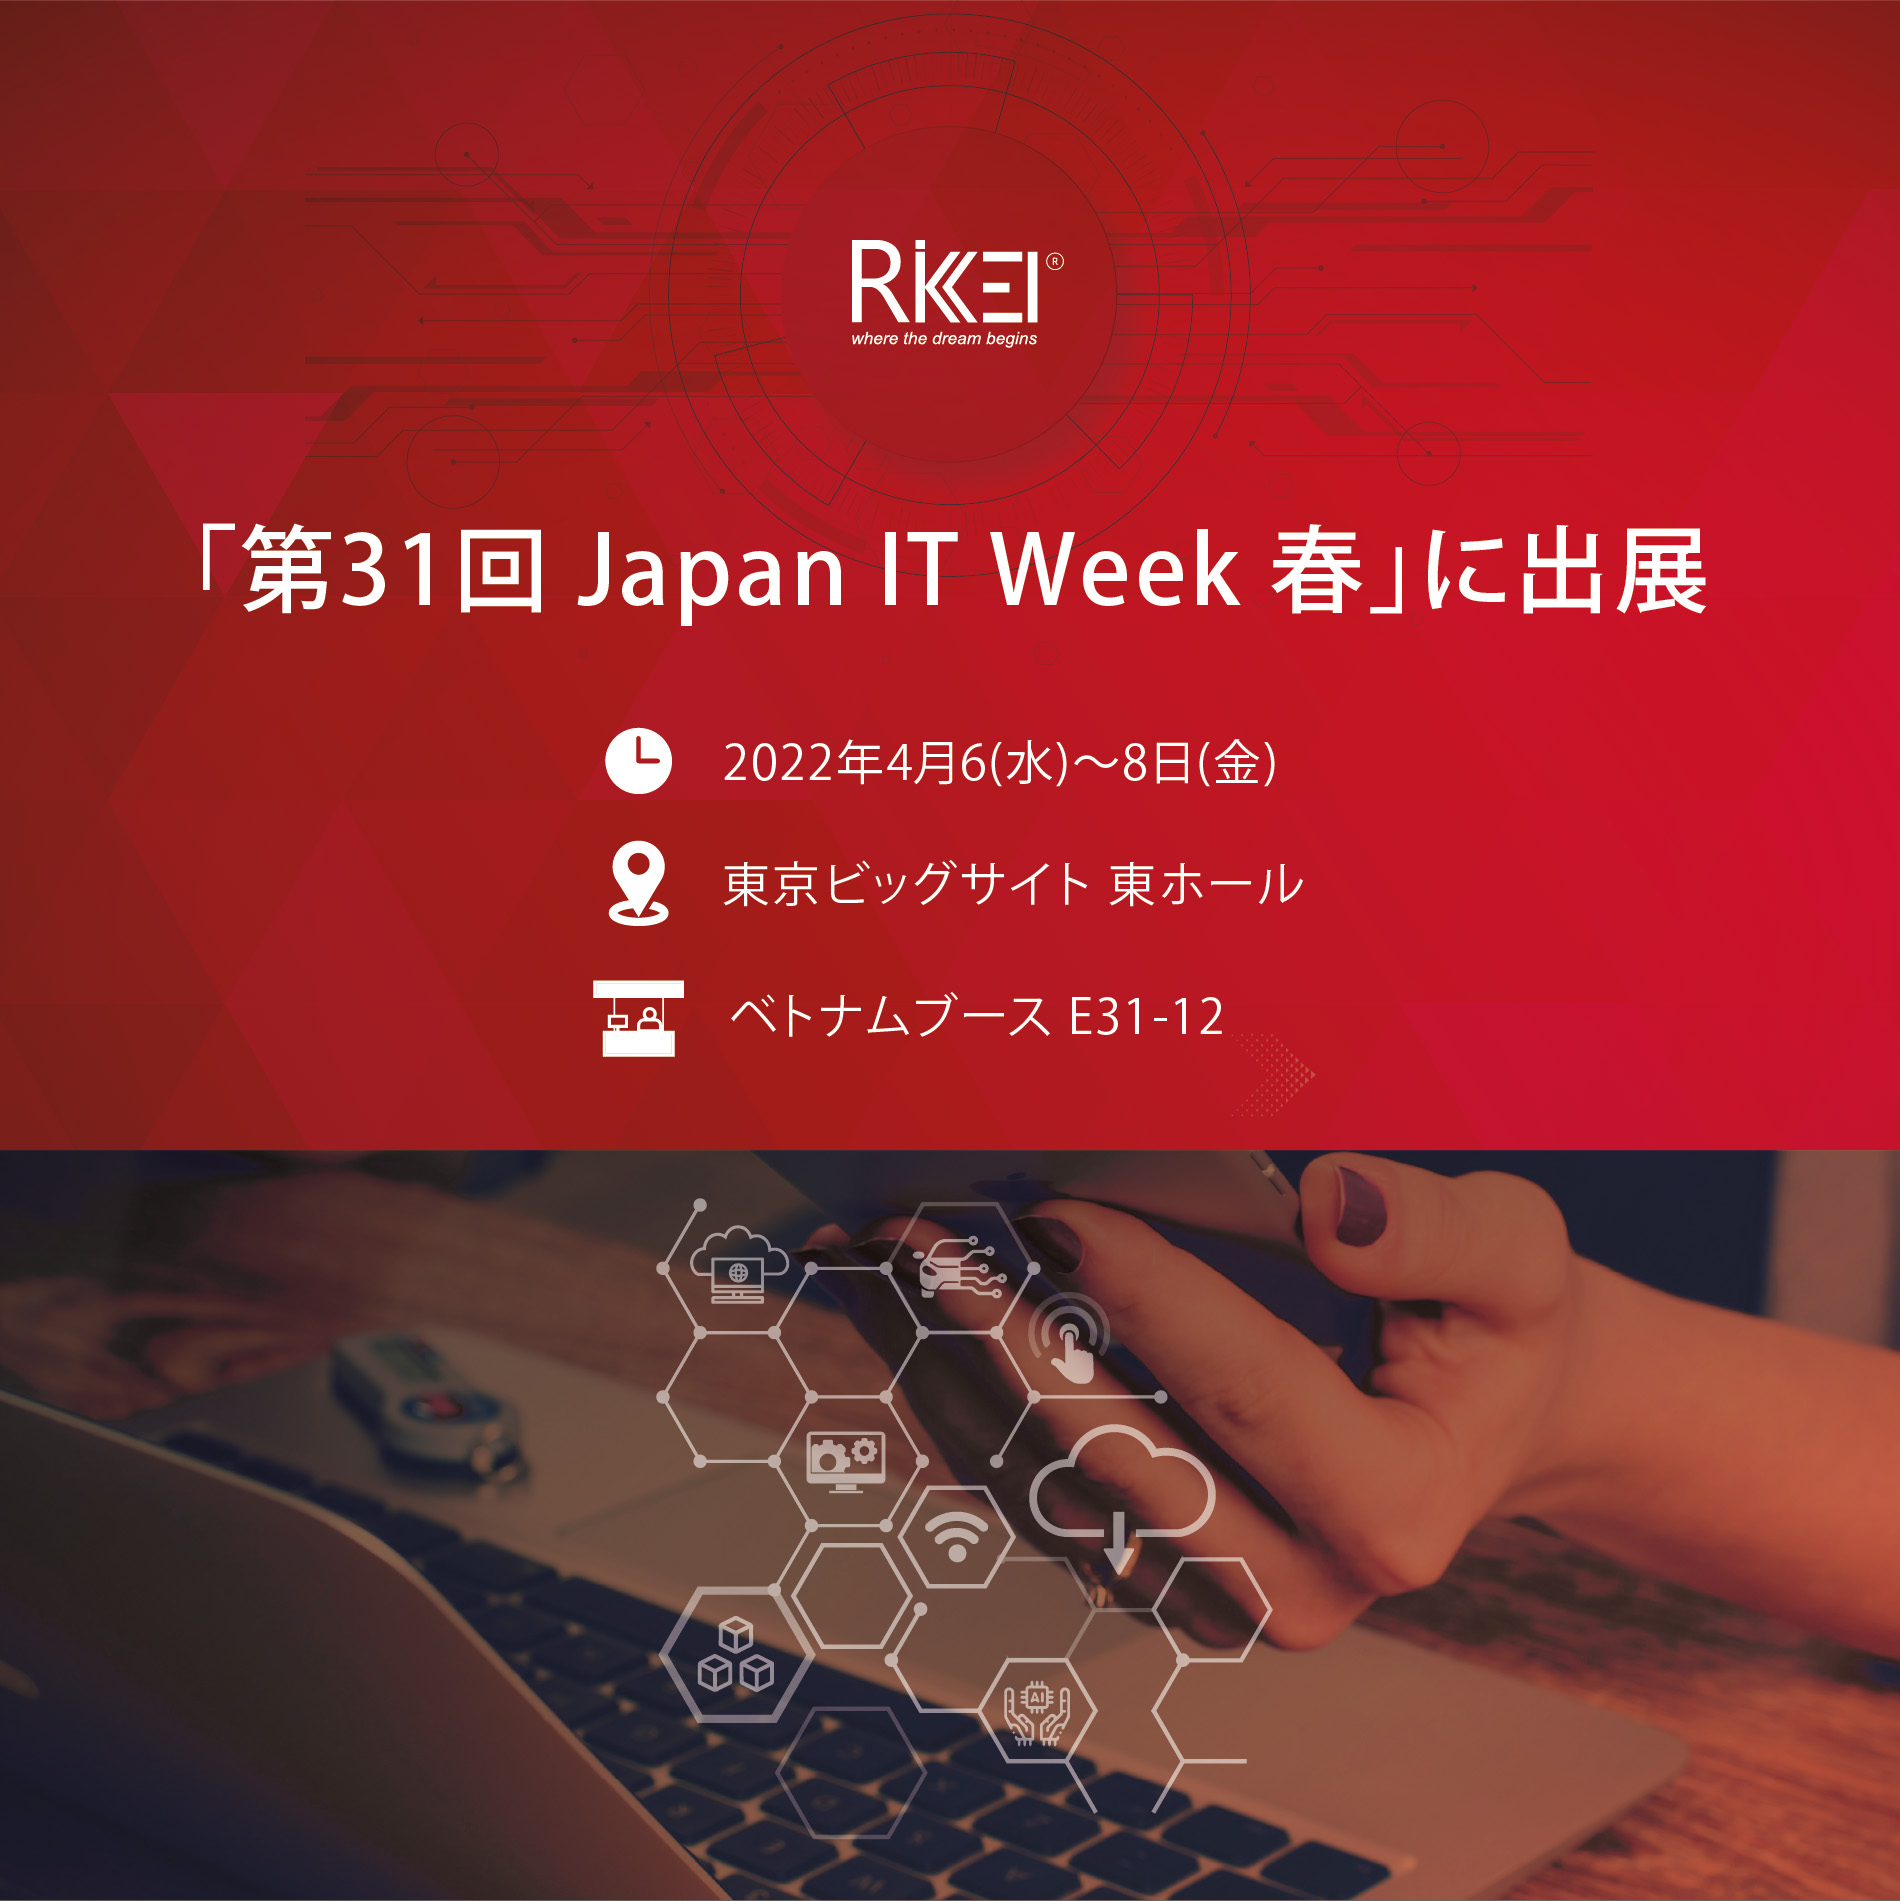 RIKKEI®
where the dream begins
「第31回 Japan IT Week 春」に出展
2022年4月6(水)～8日(金)
東京ビッグサイト 東ホール
ベトナムブース E31-12
AI